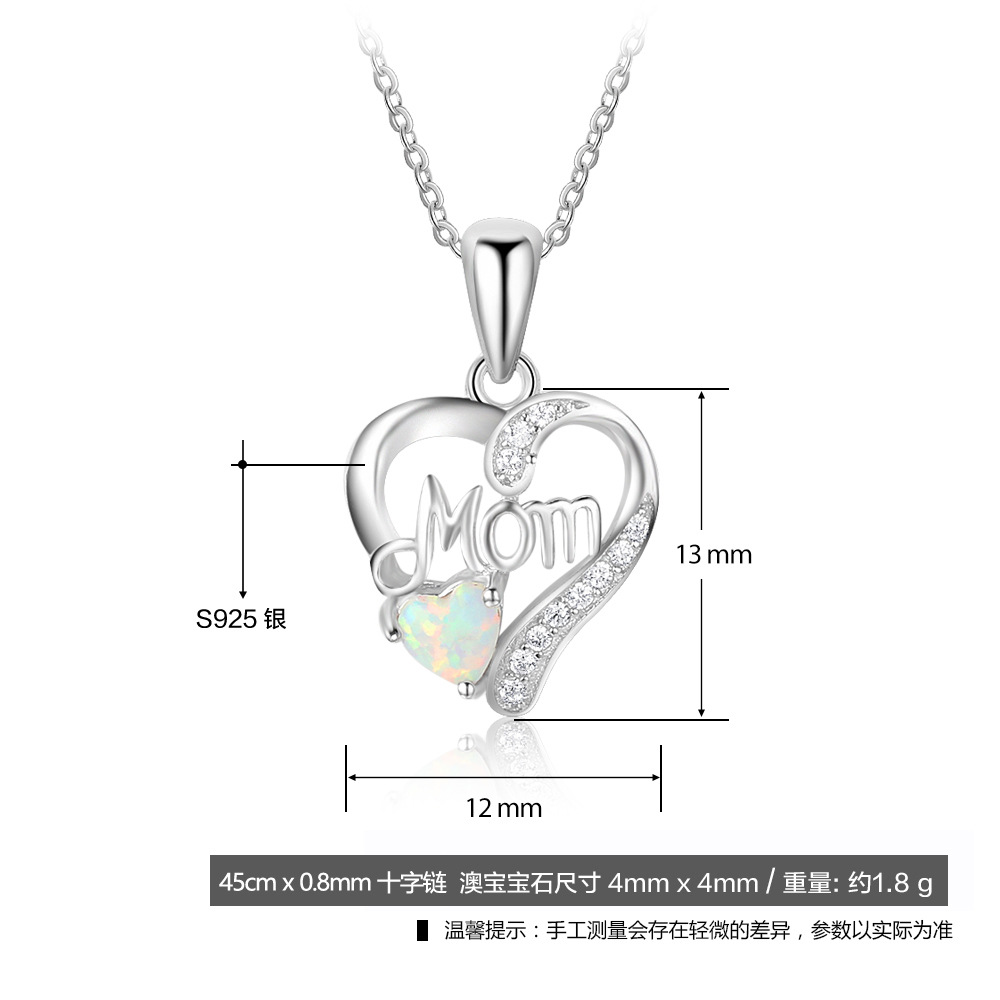 Mom
13 mm
S925 银
12 mm
45cm x 0.8mm 十字链 澳宝宝石尺寸 4mm x 4mm / 重量: 约1.8 g
温馨提示：手工测量会存在轻微的差异，参数以实际为准